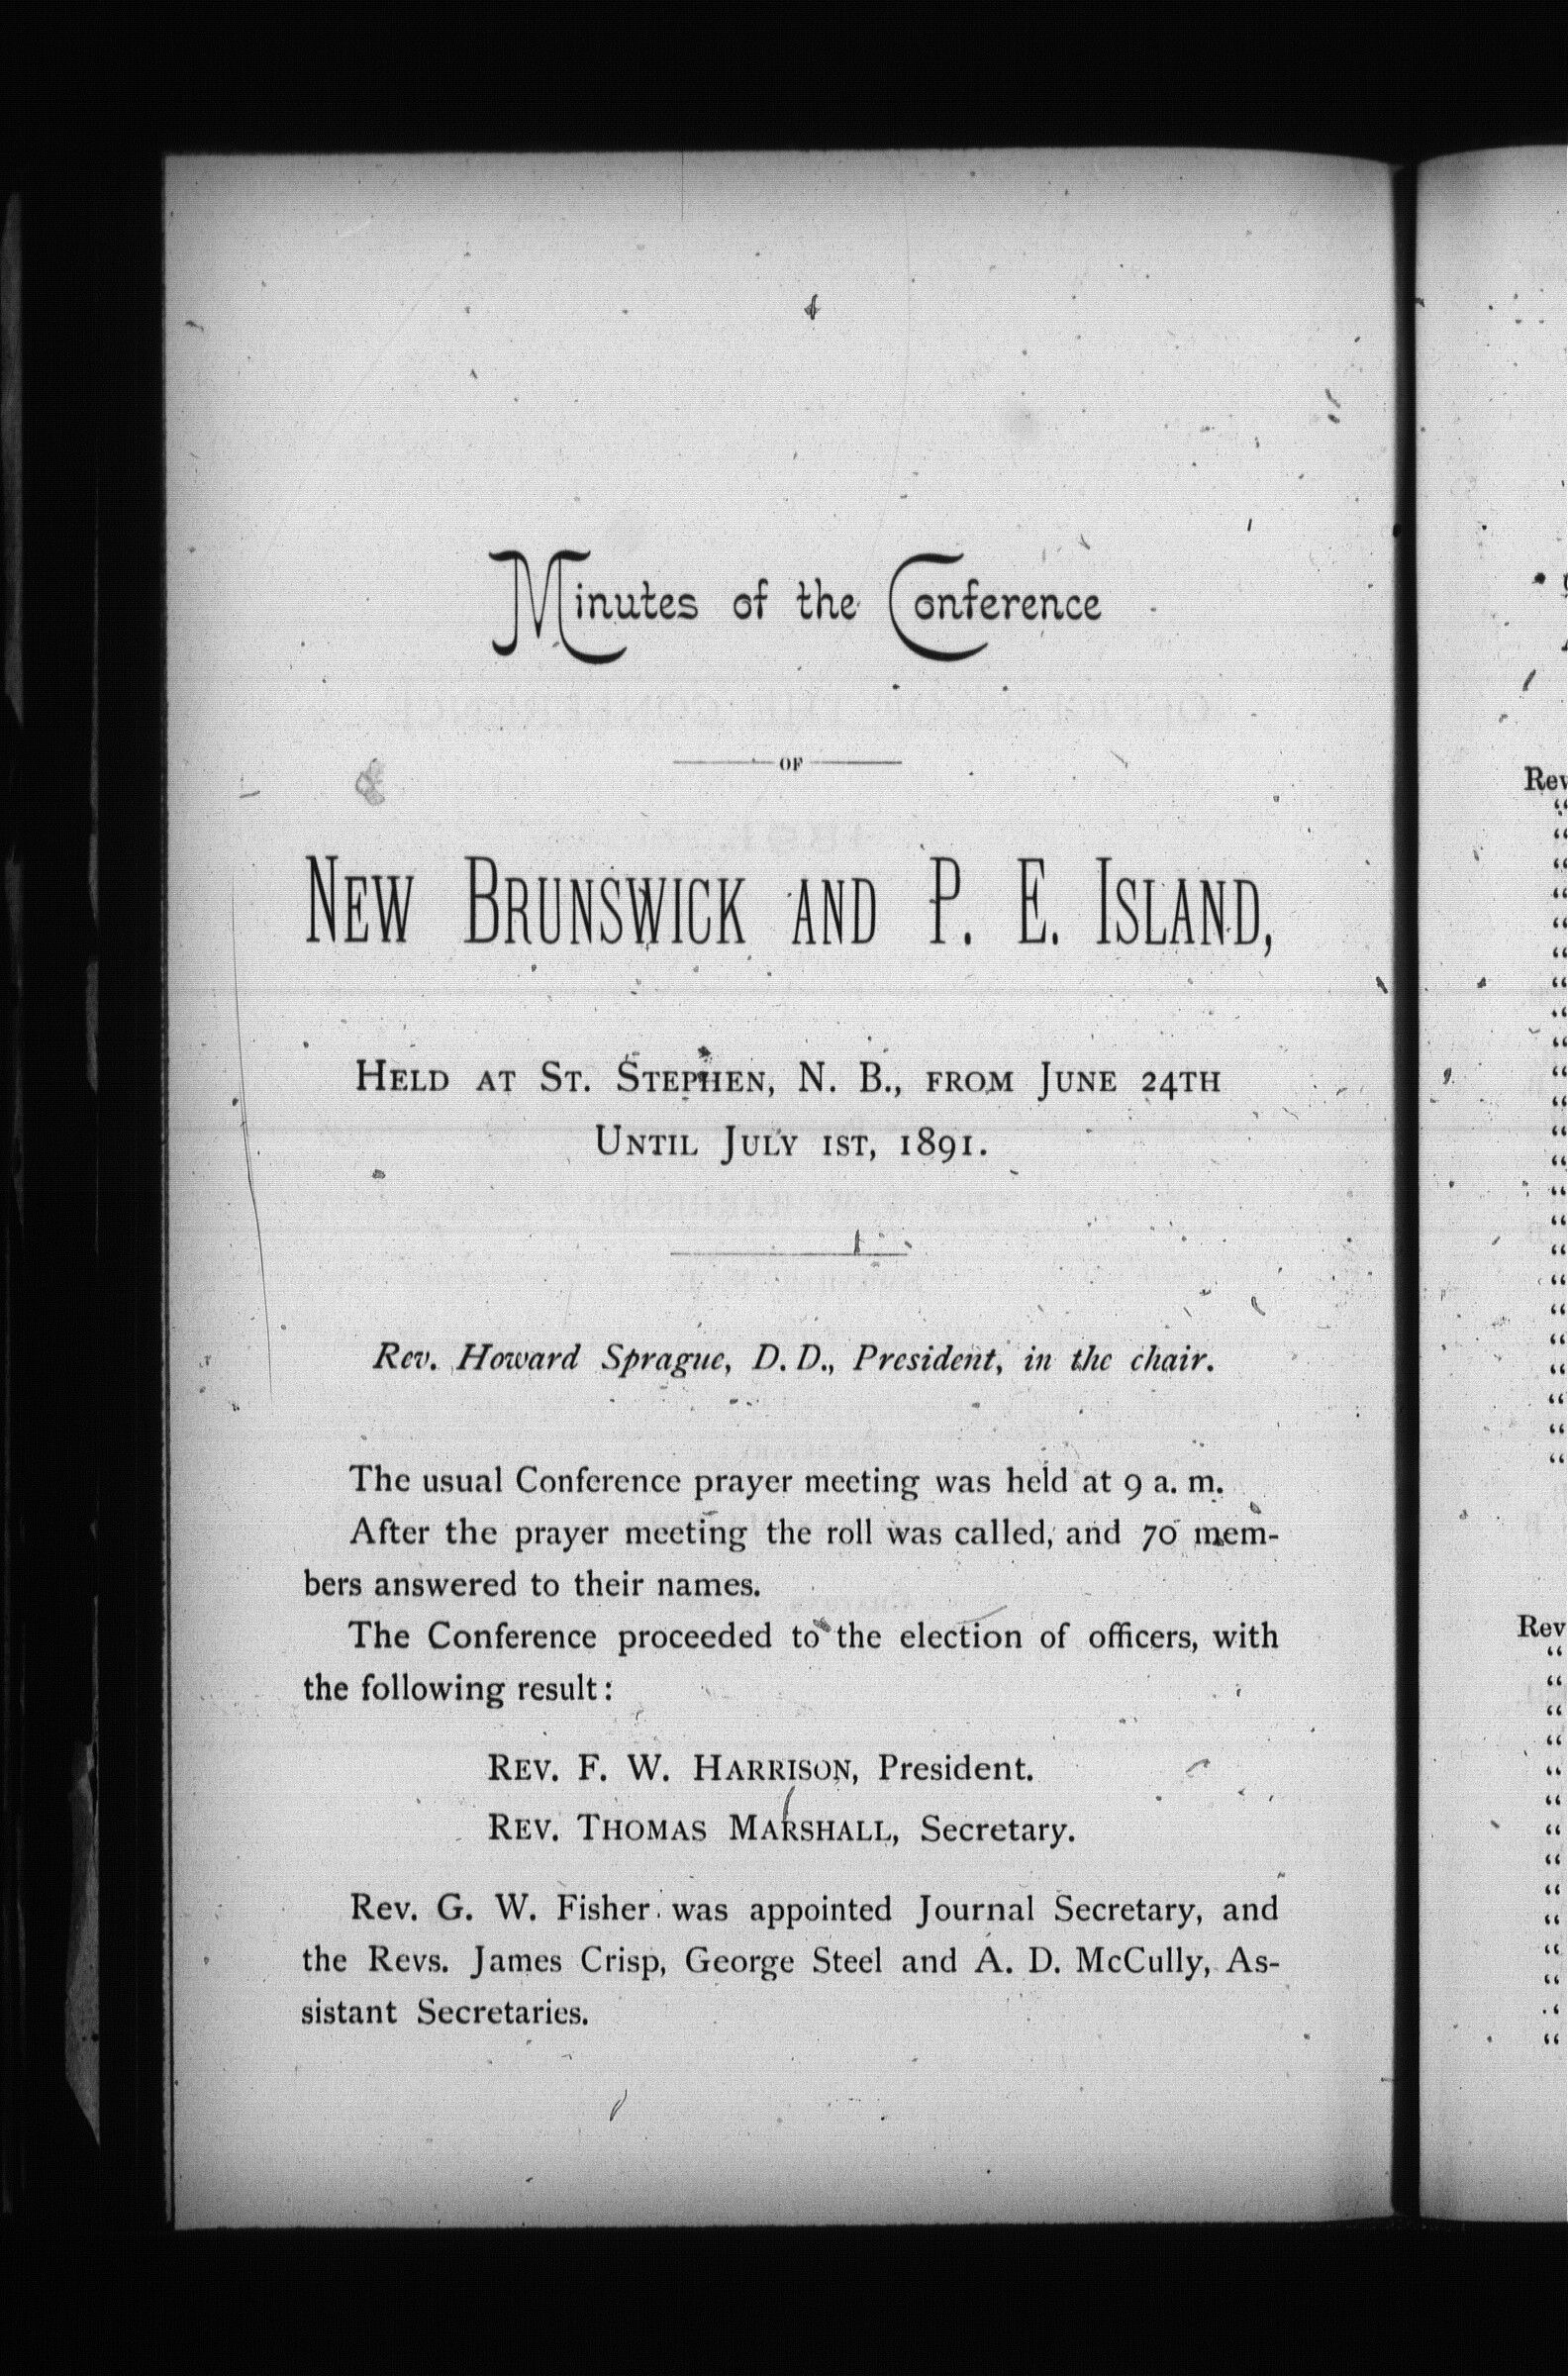 Minutes of the Conference
OF
NEW BRUNSWICK AND P. E. ISLAND,
HELD AT ST. STEPHEN, N. B., FROM JUNE 24TH
UNTIL JULY 1ST, 1891.
Rev. Howard Sprague, D. D., President, in the chair.
The usual Conference prayer meeting was held at 9 a. m.
After the prayer meeting the roll was called, and 70 mem-
bers answered to their names.
The Conference proceeded to the election of officers, with
the following result:
REV. F. W. HARRISON, President.
REV. THOMAS MARSHALL, Secretary.
Rev. G. W. Fisher was appointed Journal Secretary, and
the Revs. James Crisp, George Steel and A. D. McCully, As-
sistant Secretaries.
Rev
Rev